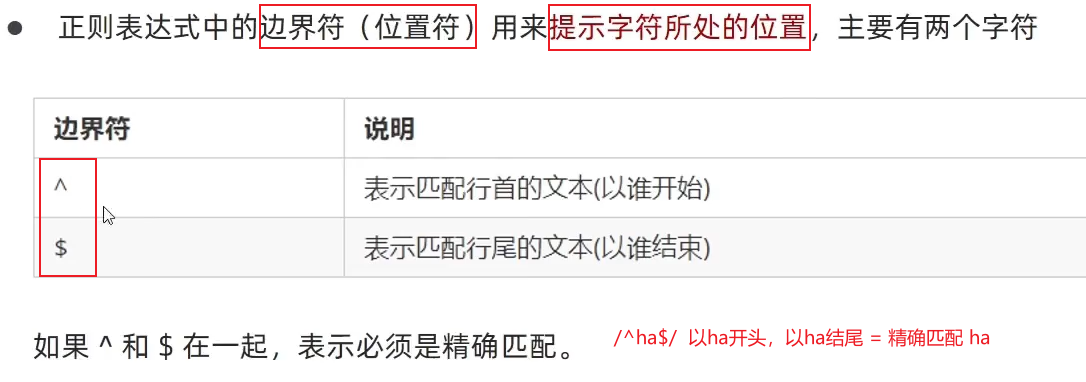 ● 正则表达式中的边界符（位置符）用来提示字符所处的位置，主要有两个字符
边界符 说明
^ 表示匹配行首的文本(以谁开始)
$ 表示匹配行尾的文本(以谁结束)
如果 ^ 和 $ 在一起，表示必须是精确匹配。 /^ha$/ 以ha开头，以ha结尾 = 精确匹配 ha